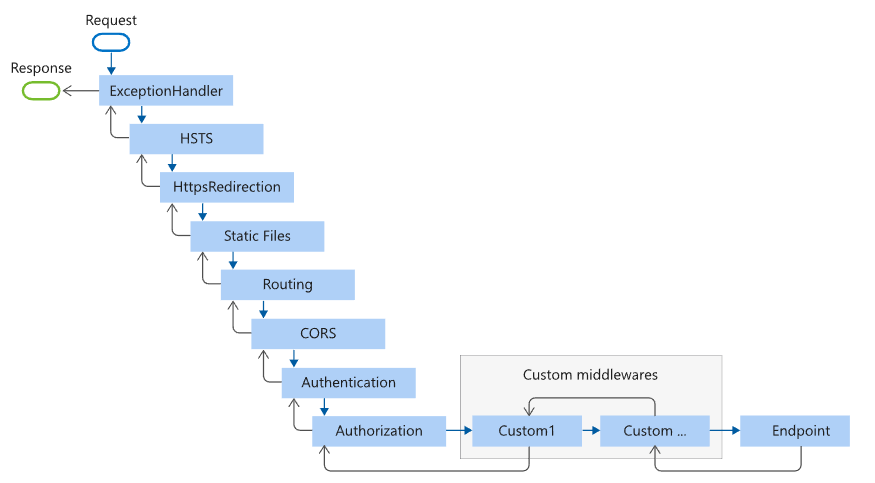 Request
Response
ExceptionHandler
HSTS
HttpsRedirection
Static Files
Routing
CORS
Authentication
Custom middlewares
Authorization
Custom1
Custom ...
Endpoint